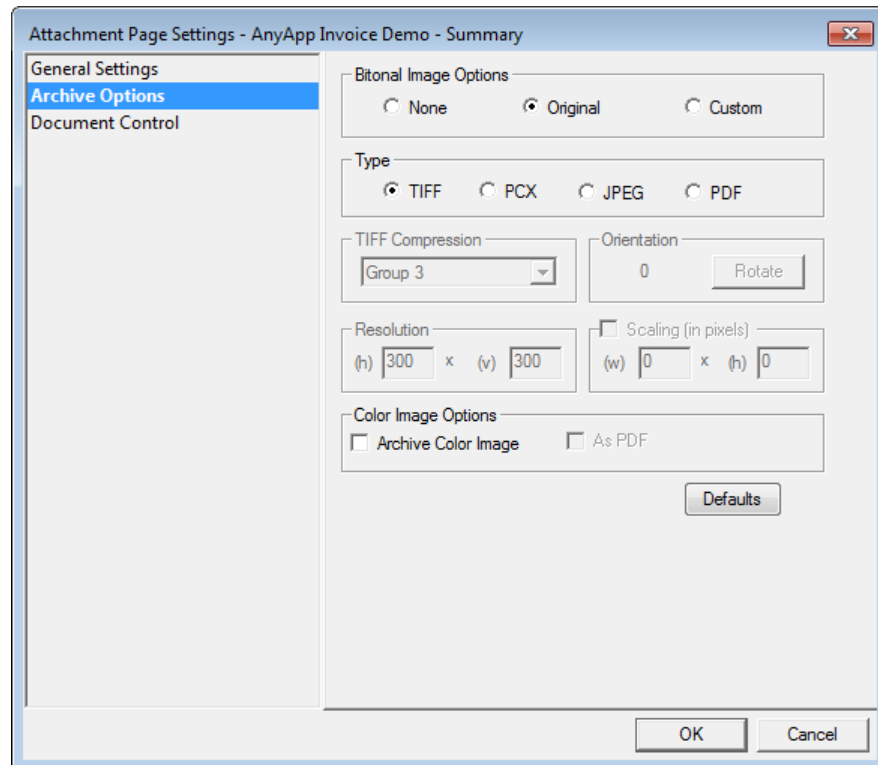 Attachment Page Settings - AnyApp Invoice Demo - Summary
General Settings
Archive Options
Document Control
Bitonal Image Options
None Original Custom
Type
TIFF PCX JPEG PDF
TIFF Compression
Group 3
Orientation
0 Rotate
Resolution
(h) 300 x (v) 300
Scaling (in pixels)
(w) 0 x (h) 0
Color Image Options
Archive Color Image As PDF
Defaults
OK Cancel